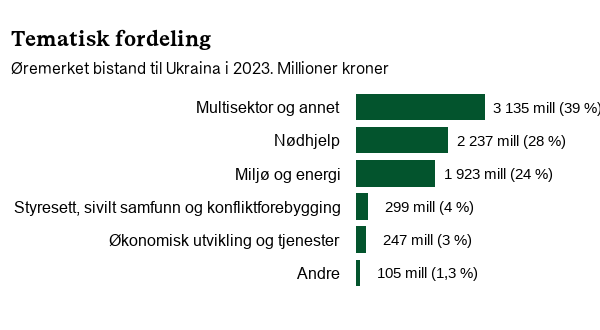 Tematisk fordeling
Øremerket bistand til Ukraina i 2023. Millioner kroner
Multisektor og annet 3 135 mill (39 %)
Nødhjelp 2 237 mill (28 %)
Miljø og energi 1 923 mill (24 %)
Styresett, sivilt samfunn og konfliktforebygging 299 mill (4 %)
Økonomisk utvikling og tjenester 247 mill (3 %)
Andre 105 mill (1,3 %)